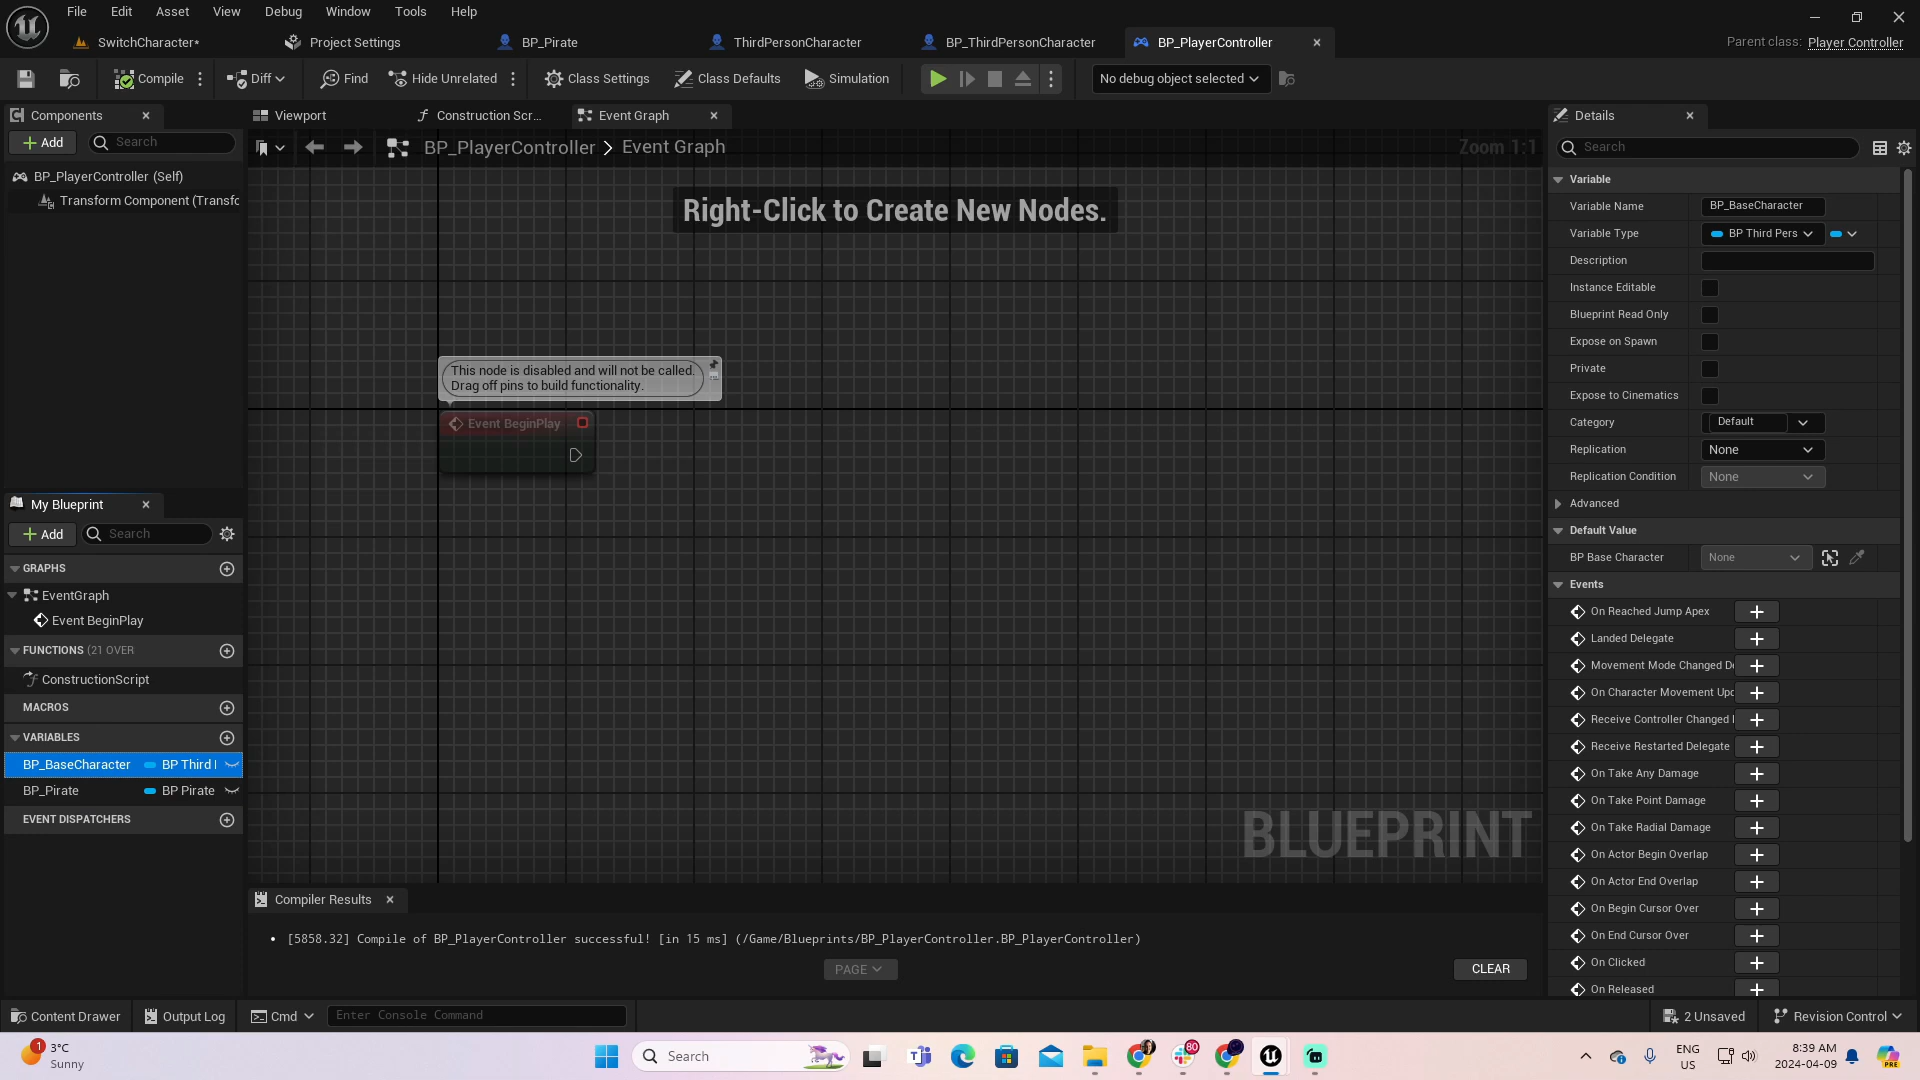 File Edit Asset View Debug Window Tools Help
SwitchCharacter* Project Settings BP_Pirate ThirdPersonCharacter BP_ThirdPersonCharacter BP_PlayerController
Parent class: Player Controller
Compile Diff Find Hide Unrelated Class Settings Class Defaults Simulation No debug object selected
Components
Add Search
BP_PlayerController (Self)
Transform Component (Transfo
My Blueprint
Add Search
GRAPHS
EventGraph
Event BeginPlay
FUNCTIONS (21 OVER
ConstructionScript
MACROS
VARIABLES
BP_BaseCharacter BP Third
BP_Pirate BP Pirate
EVENT DISPATCHERS
Viewport Construction Scr... Event Graph
BP_PlayerController > Event Graph
Zoom 1:1
Right-Click to Create New Nodes.
This node is disabled and will not be called.
Drag off pins to build functionality.
Event BeginPlay
BLUEPRINT
Compiler Results
[5858.32] Compile of BP_PlayerController successful! [in 15 ms] (/Game/Blueprints/BP_PlayerController.BP_PlayerController)
PAGE
CLEAR
Details
Search
Variable
Variable Name BP_BaseCharacter
Variable Type BP Third Pers
Description
Instance Editable
Blueprint Read Only
Expose on Spawn
Private
Expose to Cinematics
Category Default
Replication None
Replication Condition None
Advanced
Default Value
BP Base Character None
Events
On Reached Jump Apex
Landed Delegate
Movement Mode Changed De
On Character Movement Upd
Receive Controller Changed
Receive Restarted Delegate
On Take Any Damage
On Take Point Damage
On Take Radial Damage
On Actor Begin Overlap
On Actor End Overlap
On Begin Cursor Over
On End Cursor Over
On Clicked
On Released
Content Drawer Output Log Cmd Enter Console Command 2 Unsaved Revision Control
1
3°C
Sunny
Search
80
ENG
US
8:39 AM
2024-04-09
PRE